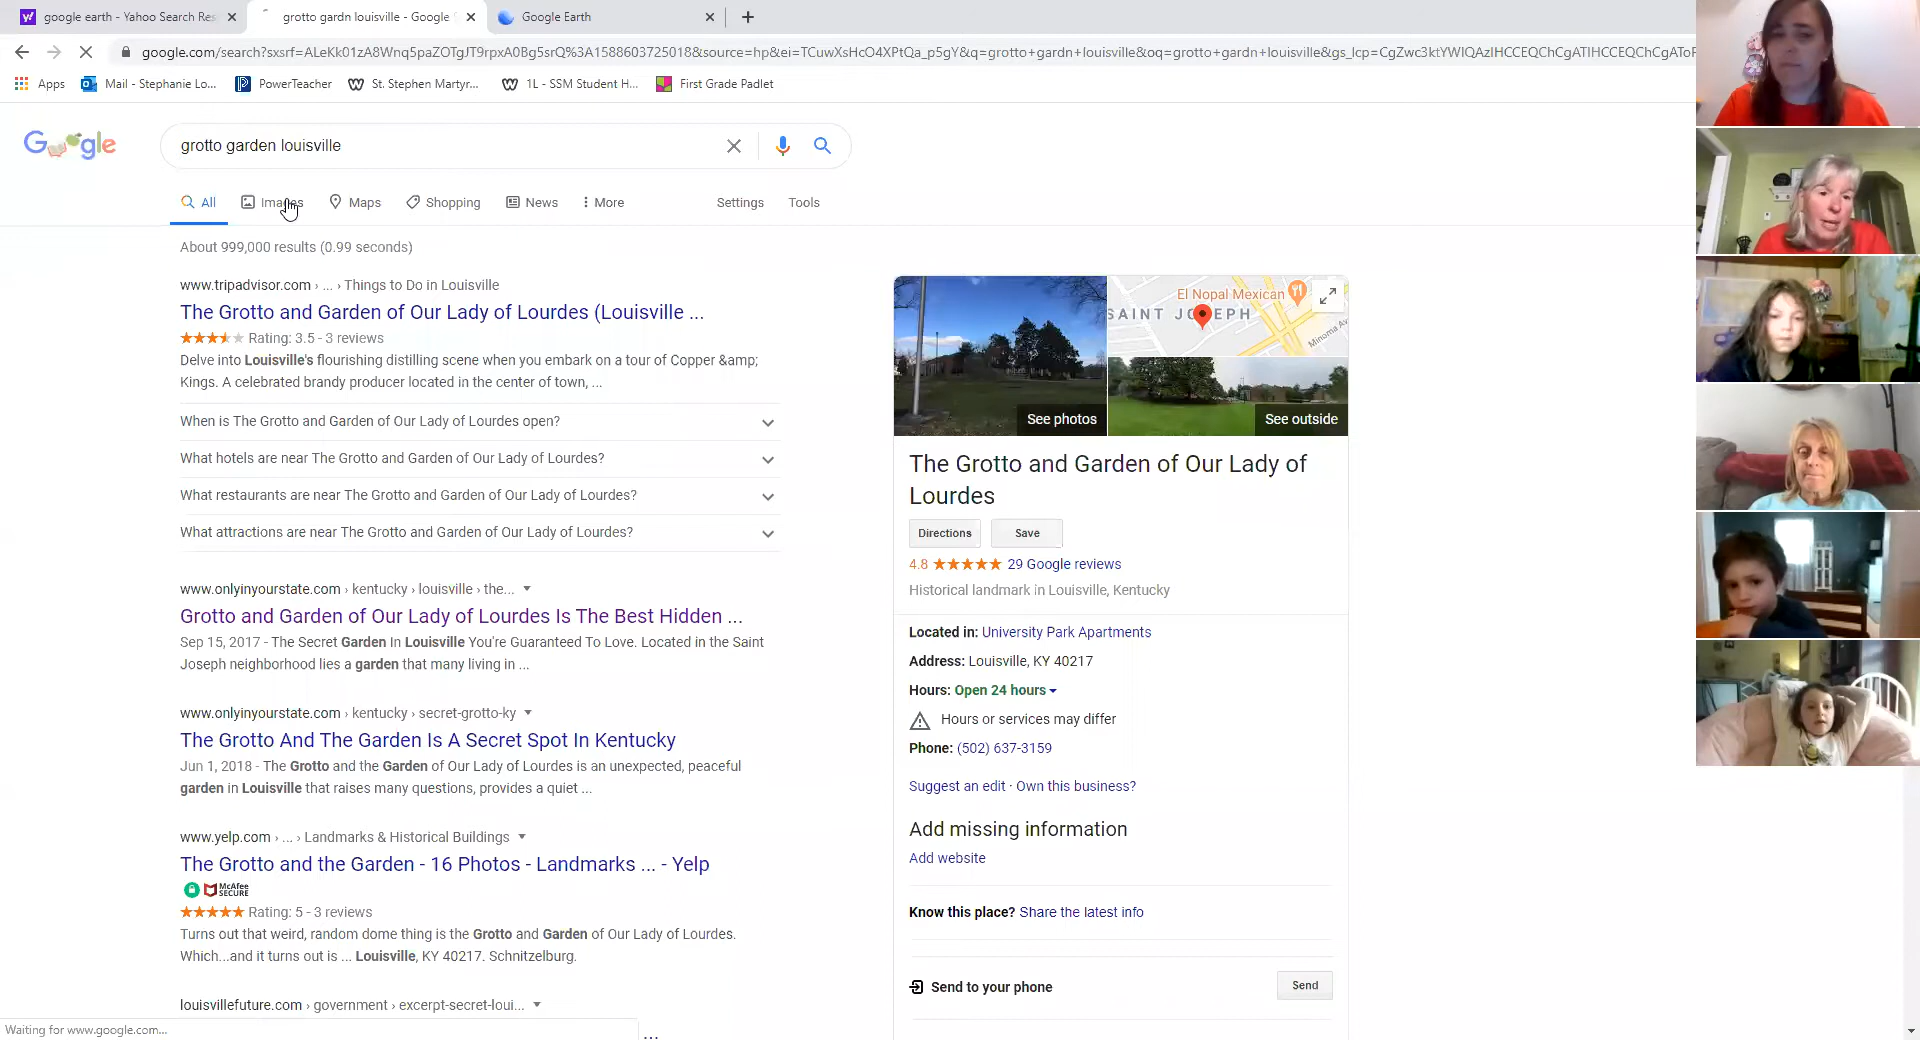 google earth - Yahoo Search Res
grotto gardn louisville - Google S
Google Earth
google.com/search?sxsrf=ALeKk01zA8Wnq5paZOTgJT9rpxA0Bg5srQ%3A1588603725018&source=hp&ei=TCuwXsHcO4XPtQa_p5gY&q=grotto+gardn+louisville&oq=grotto+gardn+louisville&gs_lcp=CgZwc3ktYWIQAzIHCCEQChCgATIHCCEQChCgAToF
Apps
Mail - Stephanie Lo...
PowerTeacher
St. Stephen Martyr...
1L - SSM Student H...
First Grade Padlet
Google
grotto garden louisville
All
Images
Maps
Shopping
News
More
Settings
Tools
About 999,000 results (0.99 seconds)
www.tripadvisor.com › ... › Things to Do in Louisville
The Grotto and Garden of Our Lady of Lourdes (Louisville ...
Rating: 3.5 - 3 reviews
Delve into Louisville's flourishing distilling scene when you embark on a tour of Copper &amp;
Kings. A celebrated brandy producer located in the center of town, ...
When is The Grotto and Garden of Our Lady of Lourdes open?
What hotels are near The Grotto and Garden of Our Lady of Lourdes?
What restaurants are near The Grotto and Garden of Our Lady of Lourdes?
What attractions are near The Grotto and Garden of Our Lady of Lourdes?
www.onlyinyourstate.com › kentucky › louisville › the...
Grotto and Garden of Our Lady of Lourdes Is The Best Hidden ...
Sep 15, 2017 - The Secret Garden In Louisville You're Guaranteed To Love. Located in the Saint
Joseph neighborhood lies a garden that many living in ...
www.onlyinyourstate.com › kentucky › secret-grotto-ky
The Grotto And The Garden Is A Secret Spot In Kentucky
Jun 1, 2018 - The Grotto and the Garden of Our Lady of Lourdes is an unexpected, peaceful
garden in Louisville that raises many questions, provides a quiet ...
www.yelp.com › ... › Landmarks & Historical Buildings
The Grotto and the Garden - 16 Photos - Landmarks ... - Yelp
McAfee
SECURE
Rating: 5 - 3 reviews
Turns out that weird, random dome thing is the Grotto and Garden of Our Lady of Lourdes.
Which...and it turns out is ... Louisville, KY 40217. Schnitzelburg.
louisvillefuture.com › government › excerpt-secret-loui...
...
Waiting for www.google.com...
El Nopal Mexican
SAINT JOSEPH
Minoma Av
See photos
See outside
The Grotto and Garden of Our Lady of
Lourdes
Directions
Save
4.8
29 Google reviews
Historical landmark in Louisville, Kentucky
Located in: University Park Apartments
Address: Louisville, KY 40217
Hours: Open 24 hours
Hours or services may differ
Phone: (502) 637-3159
Suggest an edit · Own this business?
Add missing information
Add website
Know this place? Share the latest info
Send to your phone
Send